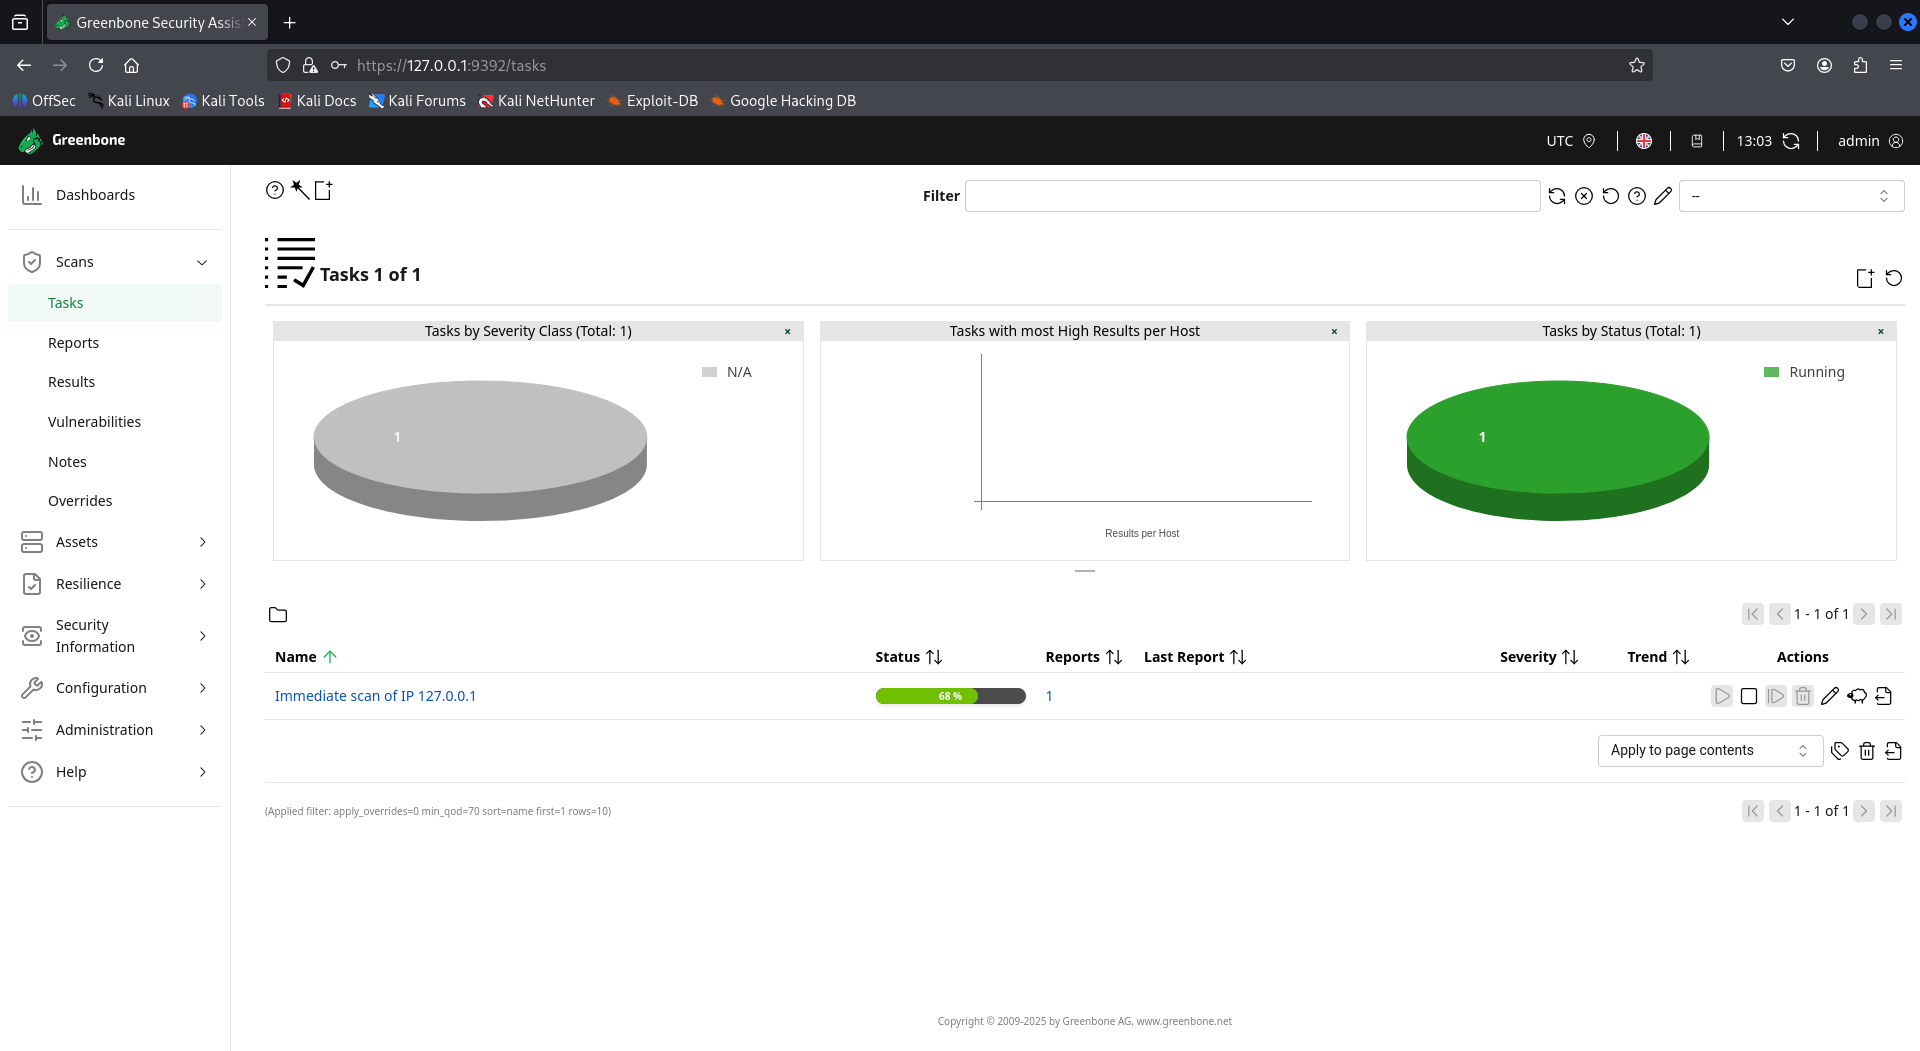 Greenbone Security Assis
https://127.0.0.1:9392/tasks
OffSec Kali Linux Kali Tools Kali Docs Kali Forums Kali NetHunter Exploit-DB Google Hacking DB
Greenbone
UTC 13:03 admin
Dashboards
Scans
Tasks
Reports
Results
Vulnerabilities
Notes
Overrides
Assets
Resilience
Security
Information
Configuration
Administration
Help
Filter --
Tasks 1 of 1
Tasks by Severity Class (Total: 1) ×
N/A
1
Tasks with most High Results per Host ×
Results per Host
Tasks by Status (Total: 1) ×
Running
1
1 - 1 of 1
Name Status Reports Last Report Severity Trend Actions
Immediate scan of IP 127.0.0.1 68 % 1
Apply to page contents
(Applied filter: apply_overrides=0 min_qod=70 sort=name first=1 rows=10) 1 - 1 of 1
Copyright © 2009-2025 by Greenbone AG, www.greenbone.net